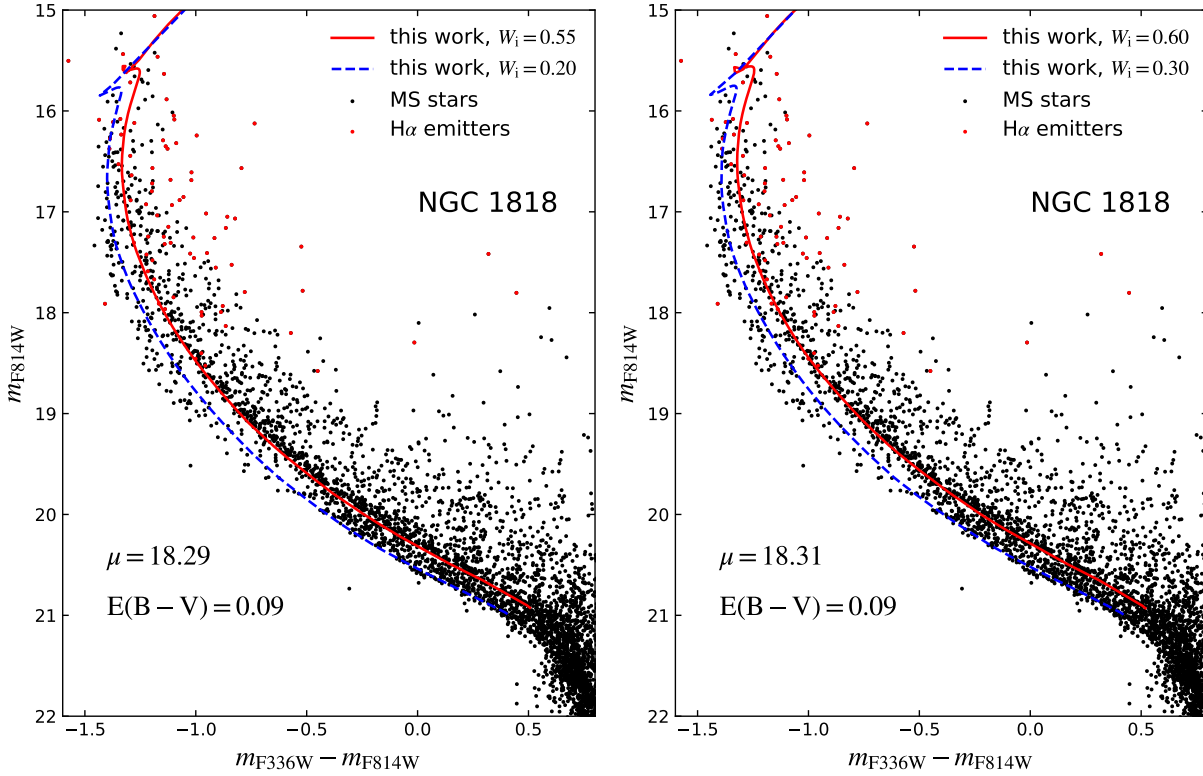 15
16
17
18
19
20
21
22
−1.5
−1.0
−0.5
0.0
0.5
m_F814W
m_F336W − m_F814W
this work, W_i = 0.55
this work, W_i = 0.20
MS stars
Hα emitters
NGC 1818
μ = 18.29
E(B − V) = 0.09
15
16
17
18
19
20
21
22
−1.5
−1.0
−0.5
0.0
0.5
m_F814W
m_F336W − m_F814W
this work, W_i = 0.60
this work, W_i = 0.30
MS stars
Hα emitters
NGC 1818
μ = 18.31
E(B − V) = 0.09